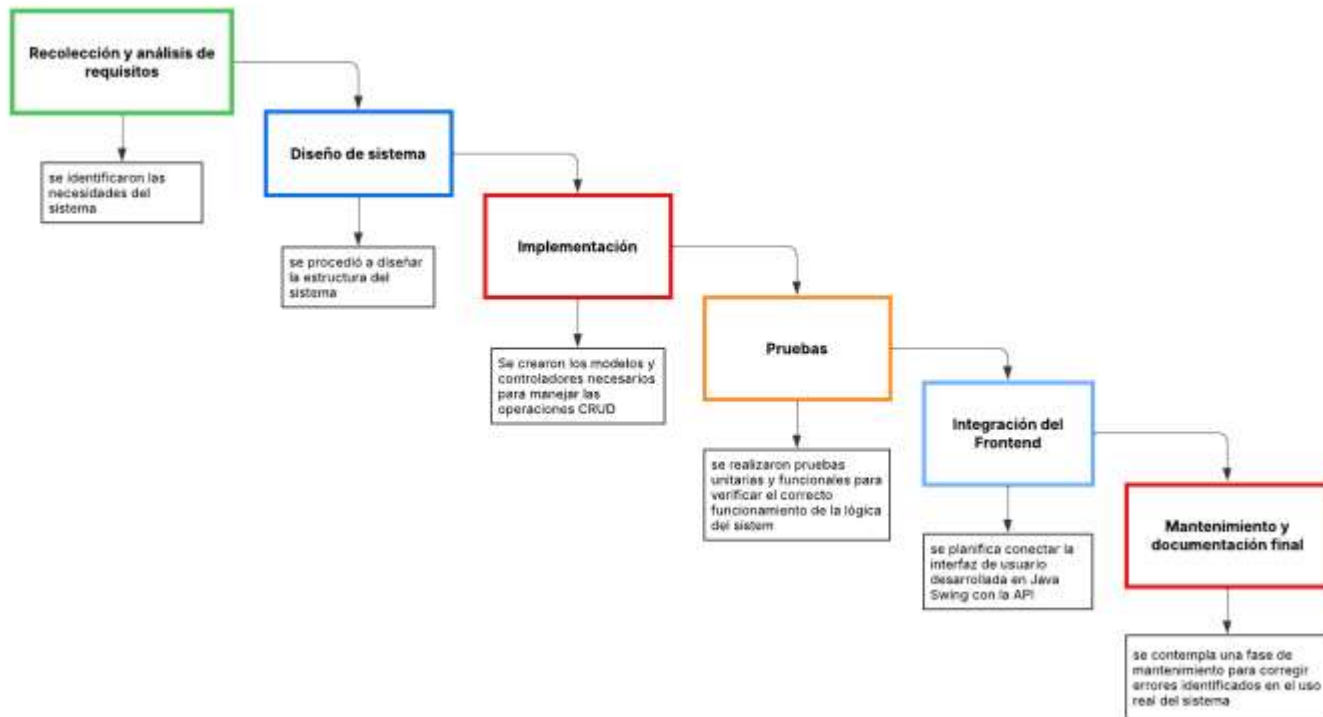 Recolección y análisis de
requisitos
se identificaron las
necesidades del
sistema
Diseño de sistema
se procedió a diseñar
la estructura del
sistema
Implementación
Se crearon los modelos y
controladores necesarios
para manejar las
operaciones CRUD
Pruebas
se realizaron pruebas
unitarias y funcionales para
verificar el correcto
funcionamiento de la lógica
del sistem
Integración del
Frontend
se planifica conectar la
interfaz de usuario
desarrollada en Java
Swing con la API
Mantenimiento y
documentación final
se contempla una fase de
mantenimiento para corregir
errores identificados en el uso
real del sistema